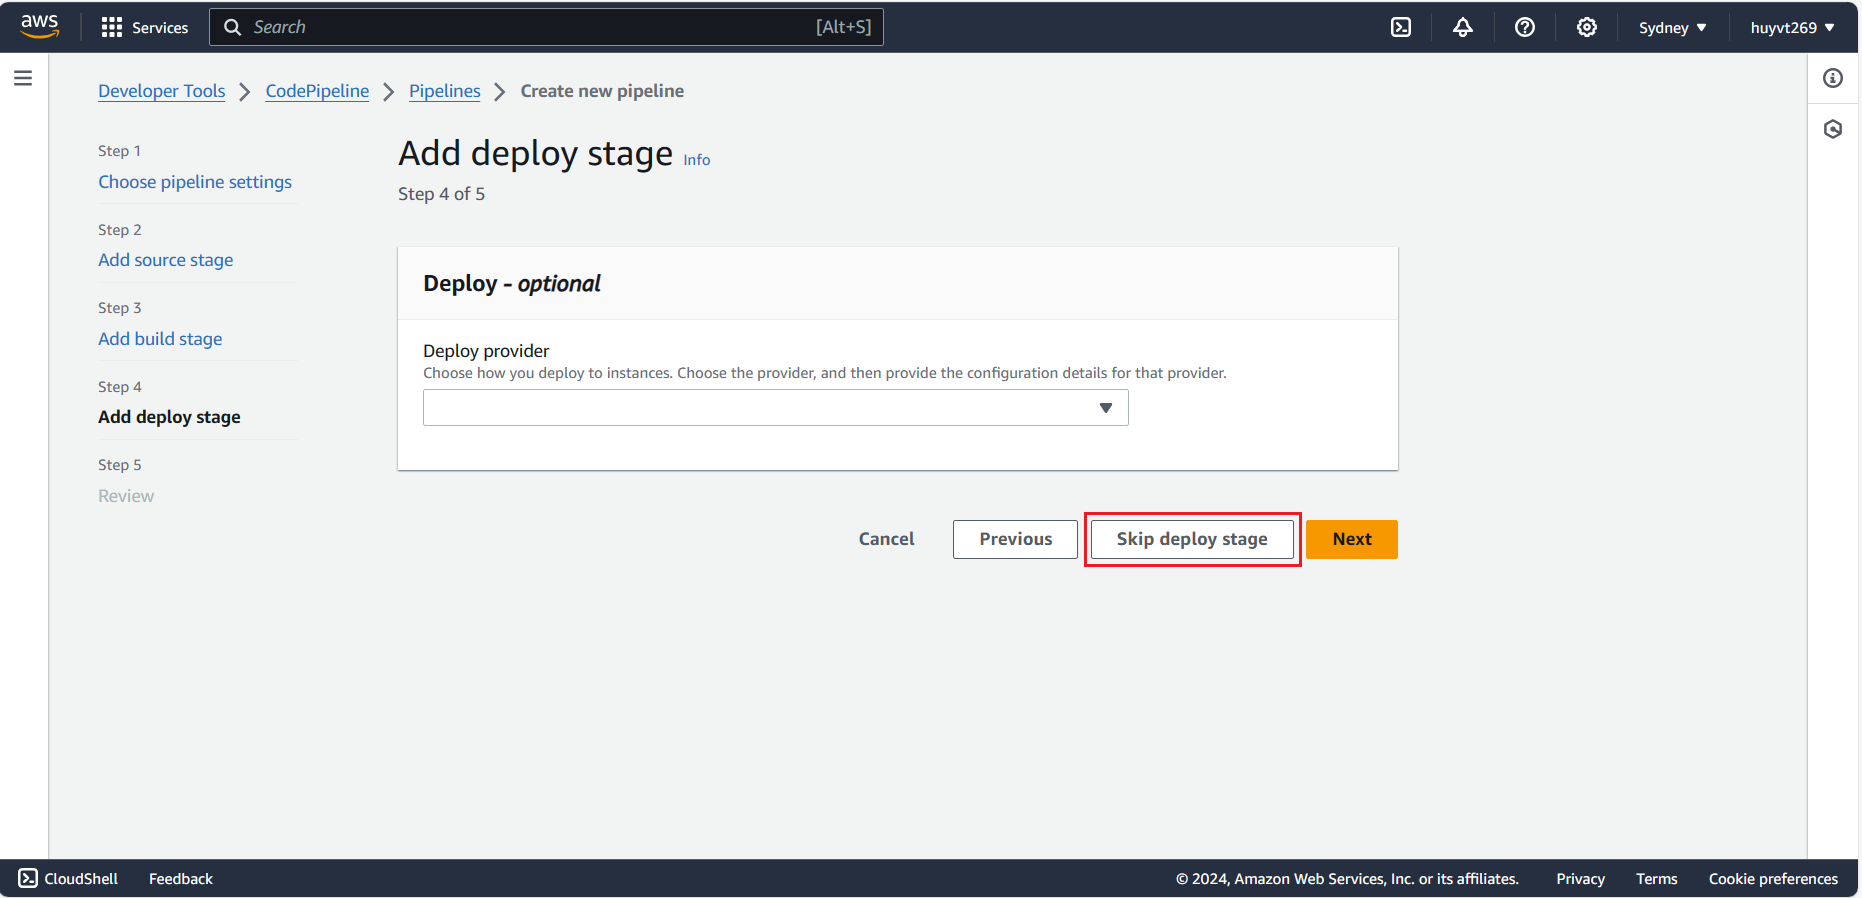 aws Services Search [Alt+S] Sydney ▼ huyvt269 ▼
Developer Tools > CodePipeline > Pipelines > Create new pipeline
Step 1
Choose pipeline settings
Step 2
Add source stage
Step 3
Add build stage
Step 4
Add deploy stage
Step 5
Review
Add deploy stage Info
Step 4 of 5
Deploy - optional
Deploy provider
Choose how you deploy to instances. Choose the provider, and then provide the configuration details for that provider.
Cancel Previous Skip deploy stage Next
CloudShell Feedback © 2024, Amazon Web Services, Inc. or its affiliates. Privacy Terms Cookie preferences